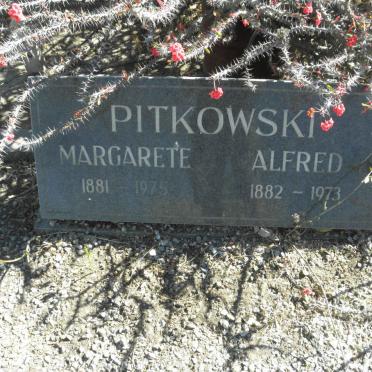 PITKOWSKI
MARGARETE ALFRED
1881 - 1975 1882 - 1973